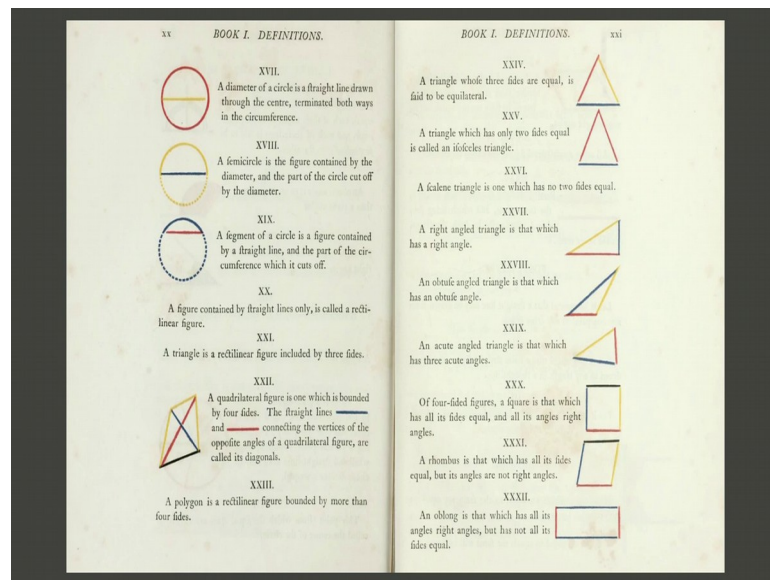 xx BOOK I. DEFINITIONS.
XVII.
A diameter of a circle is a ſtraight line drawn
through the centre, terminated both ways
in the circumference.
XVIII.
A ſemicircle is the figure contained by the
diameter, and the part of the circle cut off
by the diameter.
XIX.
A ſegment of a circle is a figure contained
by a ſtraight line, and the part of the cir-
cumference which it cuts off.
XX.
A figure contained by ſtraight lines only, is called a recti-
linear figure.
XXI.
A triangle is a rectilinear figure included by three ſides.
XXII.
A quadrilateral figure is one which is bounded
by four ſides. The ſtraight lines
and connecting the vertices of the
oppoſite angles of a quadrilateral figure, are
called its diagonals.
XXIII.
A polygon is a rectilinear figure bounded by more than
four ſides.
BOOK I. DEFINITIONS. xxi
XXIV.
A triangle whoſe three ſides are equal, is
ſaid to be equilateral.
XXV.
A triangle which has only two ſides equal
is called an iſoſceles triangle.
XXVI.
A ſcalene triangle is one which has no two ſides equal.
XXVII.
A right angled triangle is that which
has a right angle.
XXVIII.
An obtuſe angled triangle is that which
has an obtuſe angle.
XXIX.
An acute angled triangle is that which
has three acute angles.
XXX.
Of four-ſided figures, a ſquare is that which
has all its ſides equal, and all its angles right
angles.
XXXI.
A rhombus is that which has all its ſides
equal, but its angles are not right angles.
XXXII.
An oblong is that which has all its
angles right angles, but has not all its
ſides equal.